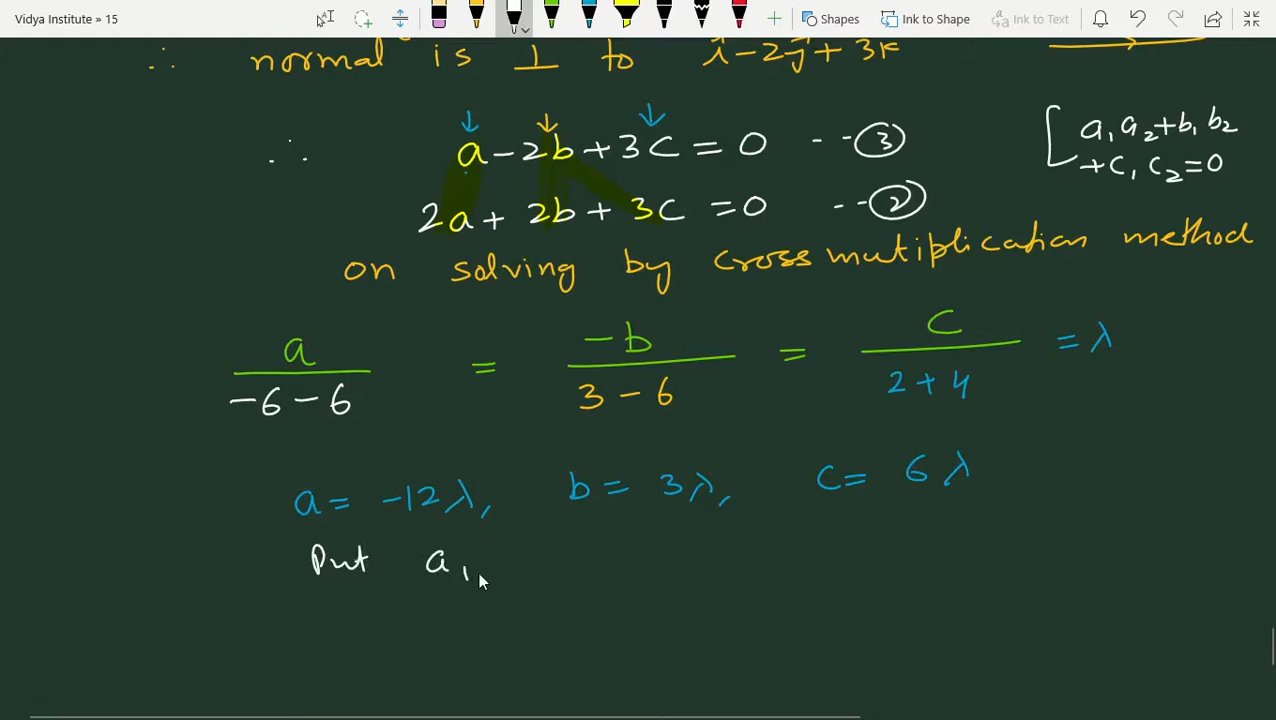 Vidya Institute » 15
Shapes Ink to Shape Ink to Text
∴ normal is ⊥ to i - 2j + 3k
∴ a - 2b + 3c = 0 - - ③
[a₁a₂ + b₁b₂
+ c₁c₂ = 0
2a + 2b + 3c = 0 - - ②
on solving by cross mutiplication method
a/(-6 - 6) = -b/(3 - 6) = c/(2 + 4) = λ
a = -12λ, b = 3λ, c = 6λ
Put a,